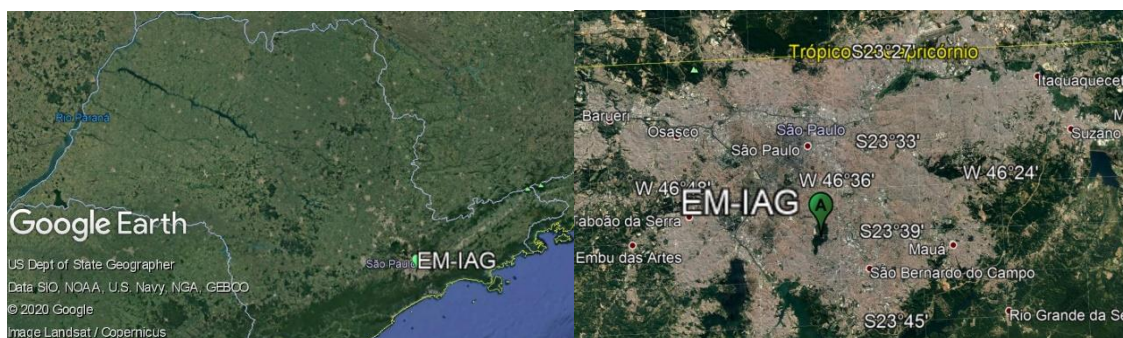 Rio Paraná
Google Earth
US Dept of State Geographer
Data SIO, NOAA, U.S. Navy, NGA, GEBCO
© 2020 Google
Image Landsat / Copernicus
São Paulo
EM-IAG
S23°27'
Itaquaquecet
Barueri
Osasco
São Paulo
São Paulo
S23°33'
Suzano
M
W 46°48'
W 46°36'
W 46°24'
EM-IAG
A
Taboão da Serra
S23°39'
Embu das Artes
Mauá
São Bernardo do Campo
S23°45'
Rio Grande da Se